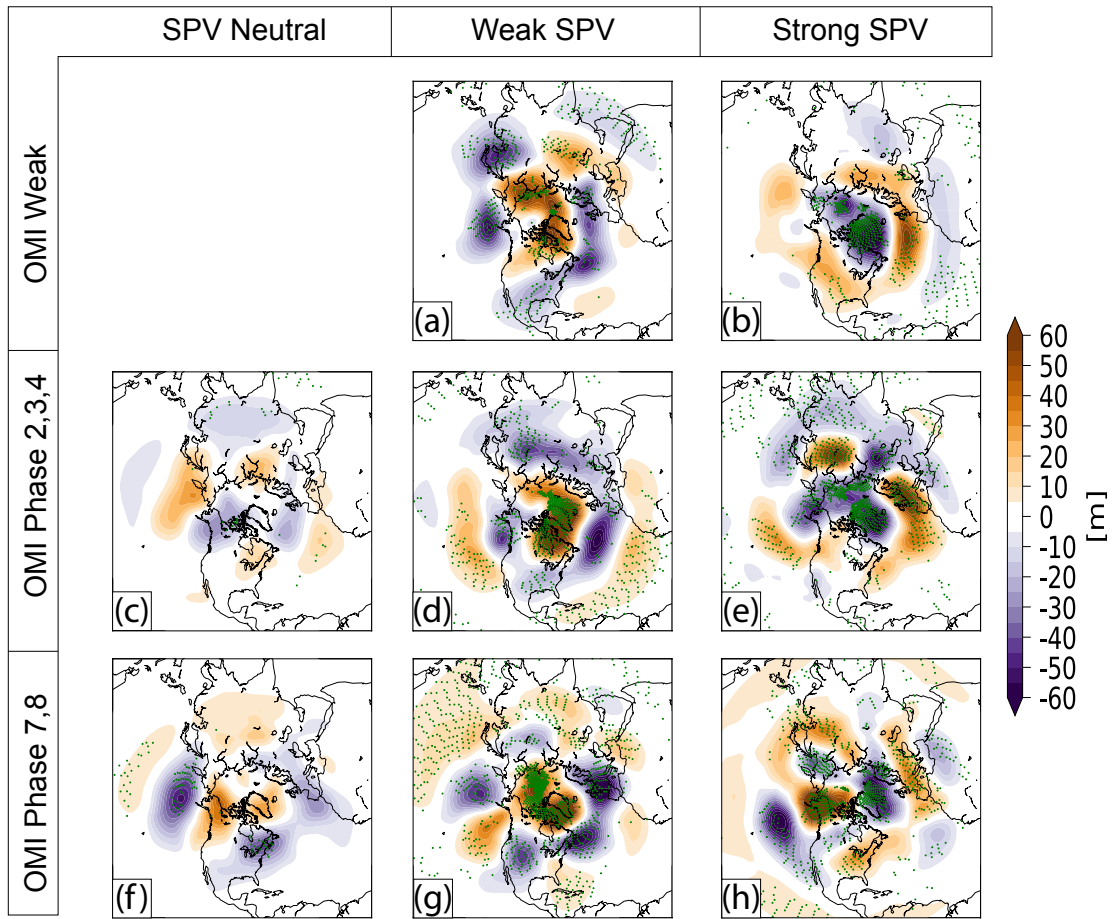 SPV Neutral Weak SPV Strong SPV
OMI Weak
(a) (b)
OMI Phase 2,3,4
(c) (d) (e)
OMI Phase 7,8
(f) (g) (h)
60
50
40
30
20
10
0
-10
-20
-30
-40
-50
-60
[m]